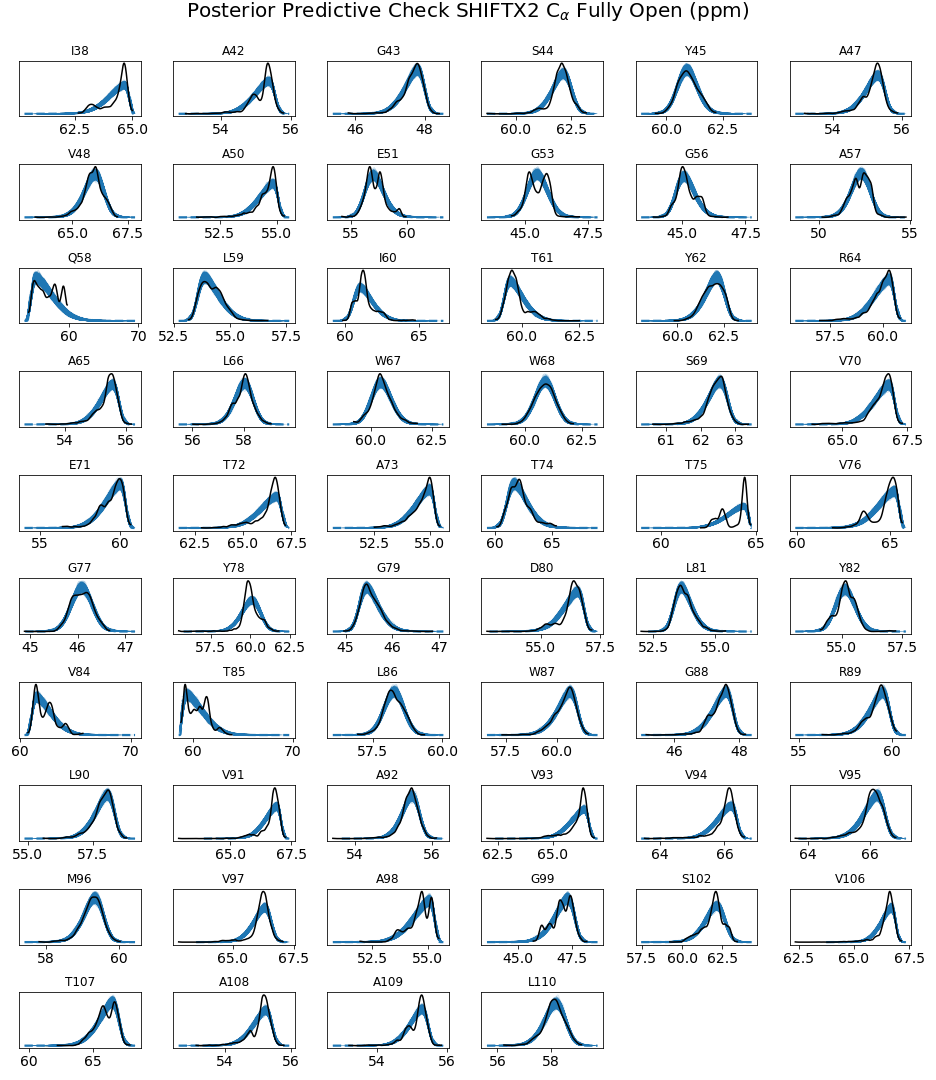 Posterior Predictive Check SHIFTX2 Cα Fully Open (ppm)
I38 A42 G43 S44 Y45 A47
62.5 65.0 54 56 46 48 60.0 62.5 60.0 62.5 54 56
V48 A50 E51 G53 G56 A57
65.0 67.5 52.5 55.0 55 60 45.0 47.5 45.0 47.5 50 55
Q58 L59 I60 T61 Y62 R64
60 70 52.5 55.0 57.5 60 65 60.0 62.5 60.0 62.5 57.5 60.0
A65 L66 W67 W68 S69 V70
54 56 56 58 60.0 62.5 60.0 62.5 61 62 63 65.0 67.5
E71 T72 A73 T74 T75 V76
55 60 62.5 65.0 67.5 52.5 55.0 60 65 60 65 60 65
G77 Y78 G79 D80 L81 Y82
45 46 47 57.5 60.0 62.5 45 46 47 55.0 57.5 52.5 55.0 55.0 57.5
V84 T85 L86 W87 G88 R89
60 70 60 70 57.5 60.0 57.5 60.0 46 48 55 60
L90 V91 A92 V93 V94 V95
55.0 57.5 65.0 67.5 54 56 62.5 65.0 64 66 64 66
M96 V97 A98 G99 S102 V106
58 60 65.0 67.5 52.5 55.0 45.0 47.5 57.5 60.0 62.5 62.5 65.0 67.5
T107 A108 A109 L110
60 65 54 56 54 56 56 58